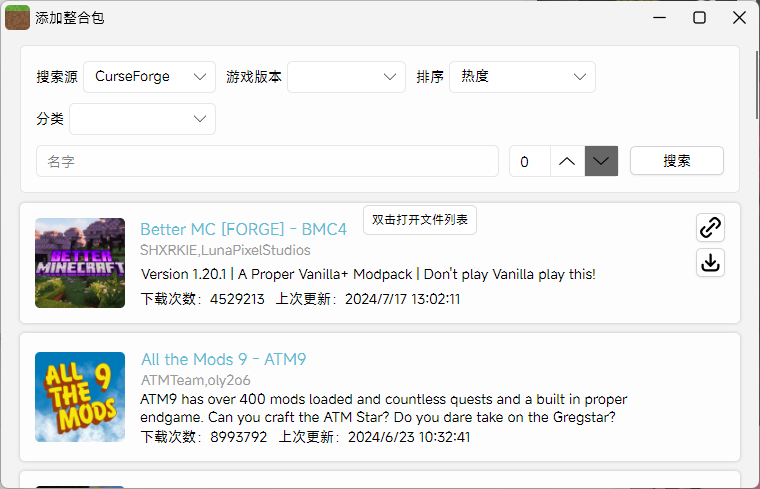 添加整合包
搜索源 CurseForge 游戏版本 排序 热度
分类
名字 0 搜索
双击打开文件列表
BETTER
MINECRAFT
Better MC [FORGE] - BMC4
SHXRKIE,LunaPixelStudios
Version 1.20.1 | A Proper Vanilla+ Modpack | Don't play Vanilla play this!
下载次数：4529213 上次更新：2024/7/17 13:02:11
ALL THE MODS 9
All the Mods 9 - ATM9
ATMTeam,oly2o6
ATM9 has over 400 mods loaded and countless quests and a built in proper
endgame. Can you craft the ATM Star? Do you dare take on the Gregstar?
下载次数：8993792 上次更新：2024/6/23 10:32:41